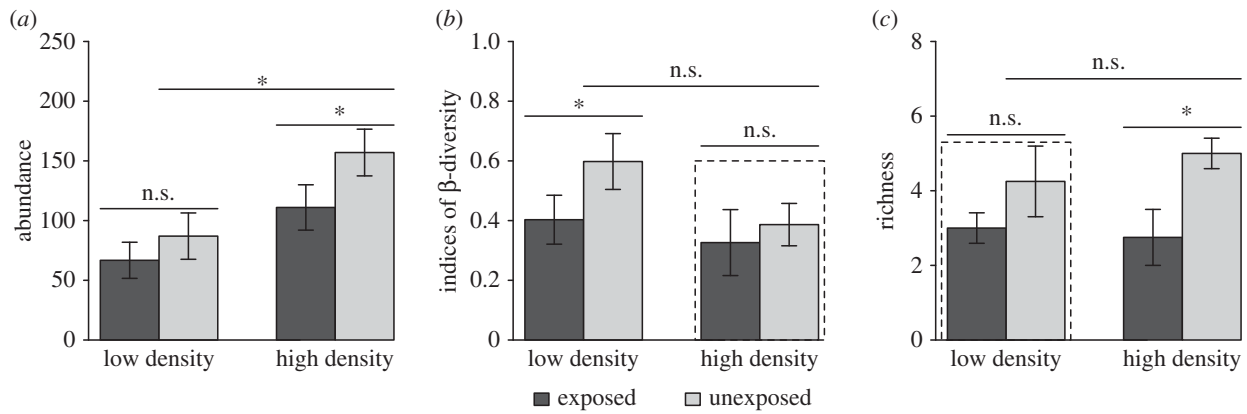 (a)
250
200
150
100
50
0
abundance
*
*
n.s.
low density
high density
(b)
1.0
0.8
0.6
0.4
0.2
0
indices of β-diversity
n.s.
*
n.s.
low density
high density
exposed
unexposed
(c)
8
6
4
2
0
richness
n.s.
*
n.s.
low density
high density